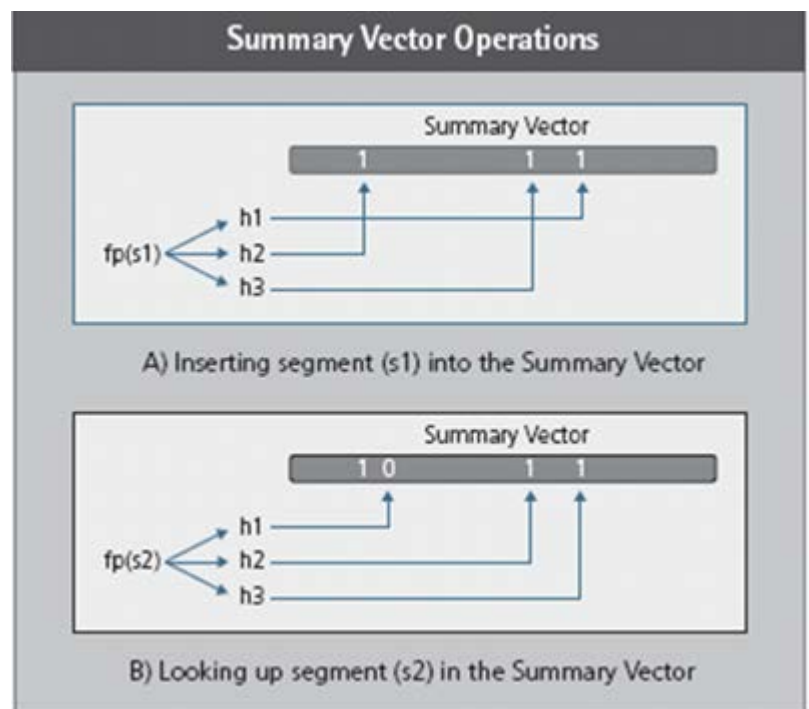 Summary Vector Operations
Summary Vector
1 1 1
h1
fp(s1) h2
h3
A) Inserting segment (s1) into the Summary Vector
Summary Vector
1 0 1 1
h1
fp(s2) h2
h3
B) Looking up segment (s2) in the Summary Vector